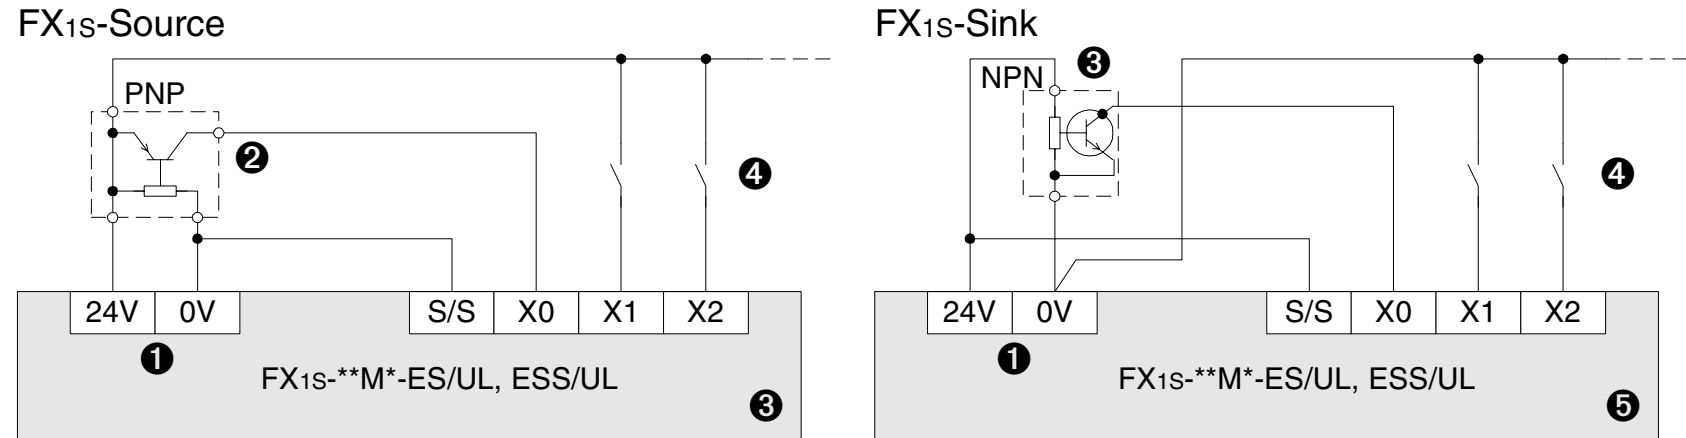 FX1S-Source
PNP
❷
❹
24V 0V S/S X0 X1 X2
❶
FX1S-**M*-ES/UL, ESS/UL
❸
FX1S-Sink
NPN ❸
❹
24V 0V S/S X0 X1 X2
❶
FX1S-**M*-ES/UL, ESS/UL
❺